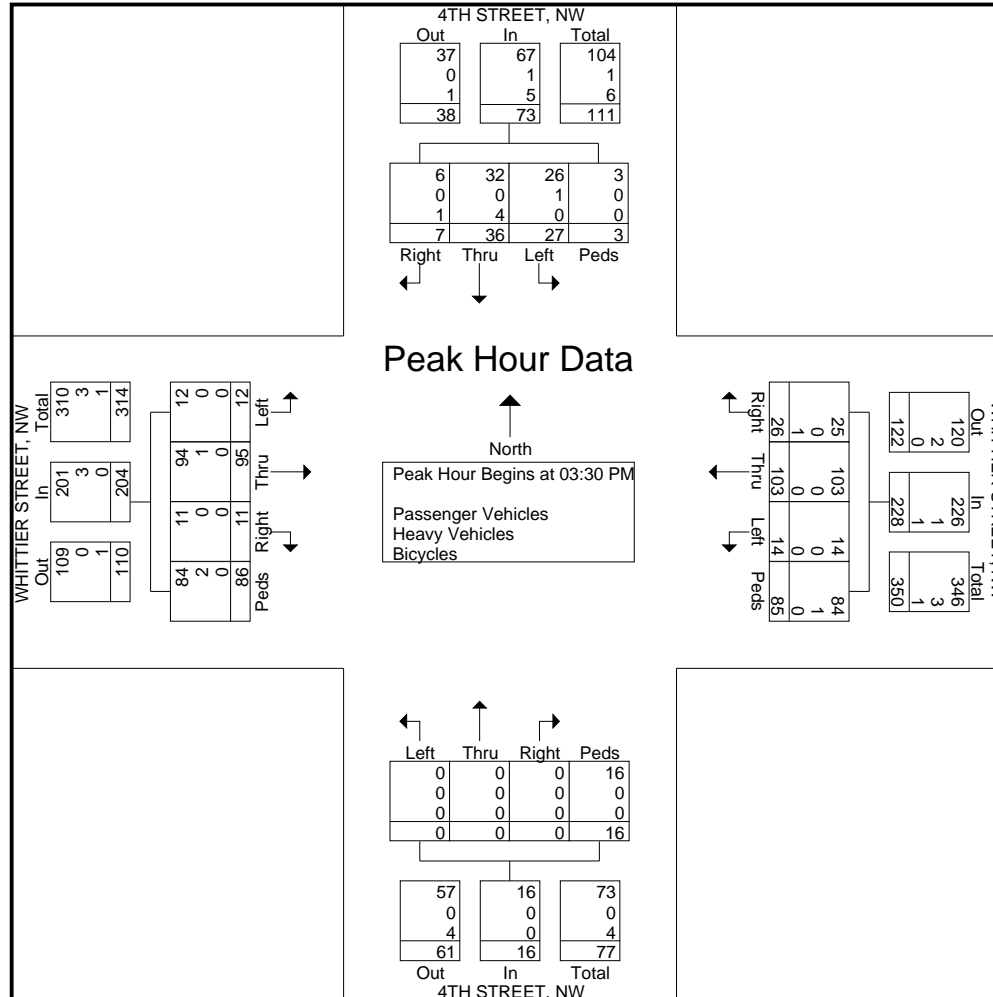 4TH STREET, NW
Out In Total
37 67 104
0 1 1
1 5 6
38 73 111
6 32 26 3
0 0 1 0
1 4 0 0
7 36 27 3
Right Thru Left Peds
Peak Hour Data
North
Peak Hour Begins at 03:30 PM
Passenger Vehicles
Heavy Vehicles
Bicycles
WHITTIER STREET, NW
Out In Total
109 201 310
0 3 3
1 0 1
110 204 314
84 11 94 12
2 0 1 0
0 0 0 0
86 11 95 12
Peds Right Thru Left
Out In Total
120 226 346
2 1 3
0 1 1
122 228 350
25 103 14 84
0 0 0 1
1 0 0 0
26 103 14 85
Right Thru Left Peds
Left Thru Right Peds
0 0 0 16
0 0 0 0
0 0 0 0
0 0 0 16
57 16 73
0 0 0
4 0 4
61 16 77
Out In Total
4TH STREET, NW